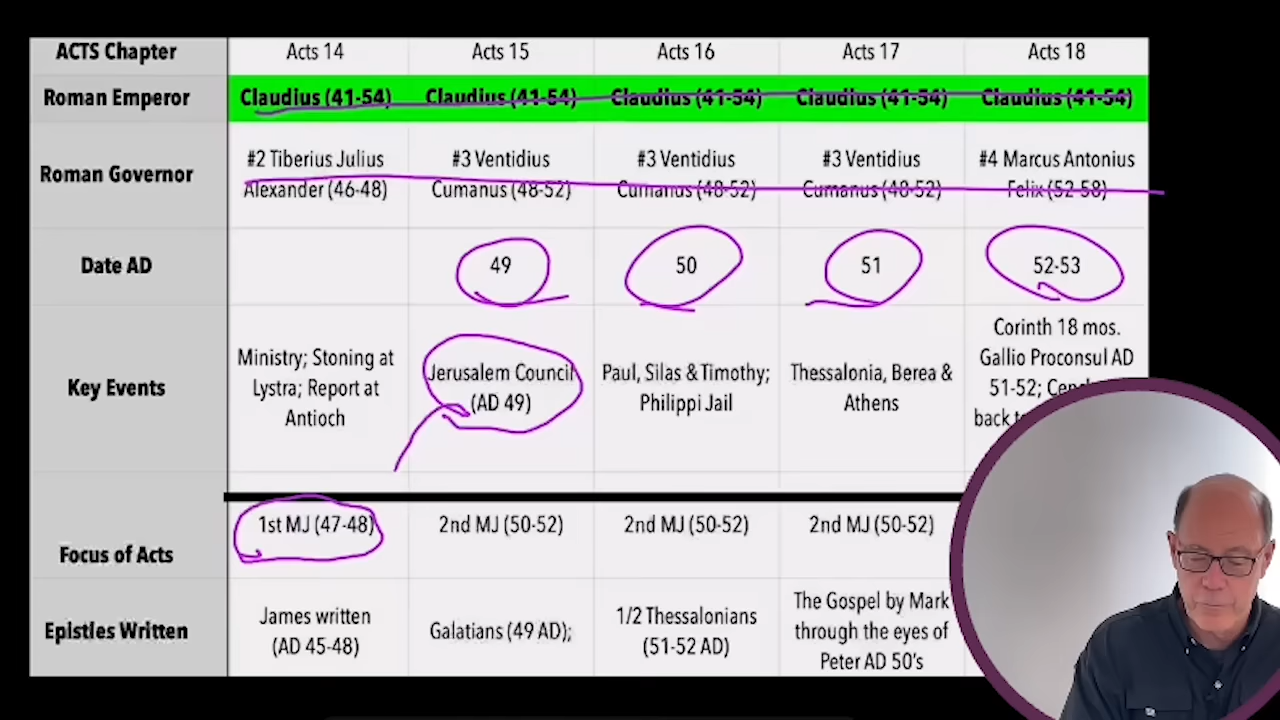 ACTS Chapter Acts 14 Acts 15 Acts 16 Acts 17 Acts 18
Roman Emperor Claudius (41-54) Claudius (41-54) Claudius (41-54) Claudius (41-54) Claudius (41-54)
Roman Governor
#2 Tiberius Julius
Alexander (46-48)
#3 Ventidius
Cumanus (48-52)
#3 Ventidius
Cumanus (48-52)
#3 Ventidius
Cumanus (48-52)
#4 Marcus Antonius
Felix (52-58)
Date AD 49 50 51 52-53
Key Events
Ministry; Stoning at
Lystra; Report at
Antioch
Jerusalem Council
(AD 49)
Paul, Silas & Timothy;
Philippi Jail
Thessalonia, Berea &
Athens
Corinth 18 mos.
Gallio Proconsul AD
51-52;
back
Focus of Acts 1st MJ (47-48) 2nd MJ (50-52) 2nd MJ (50-52) 2nd MJ (50-52)
Epistles Written
James written
(AD 45-48)
Galatians (49 AD);
1/2 Thessalonians
(51-52 AD)
The Gospel by Mark
through the eyes of
Peter AD 50's